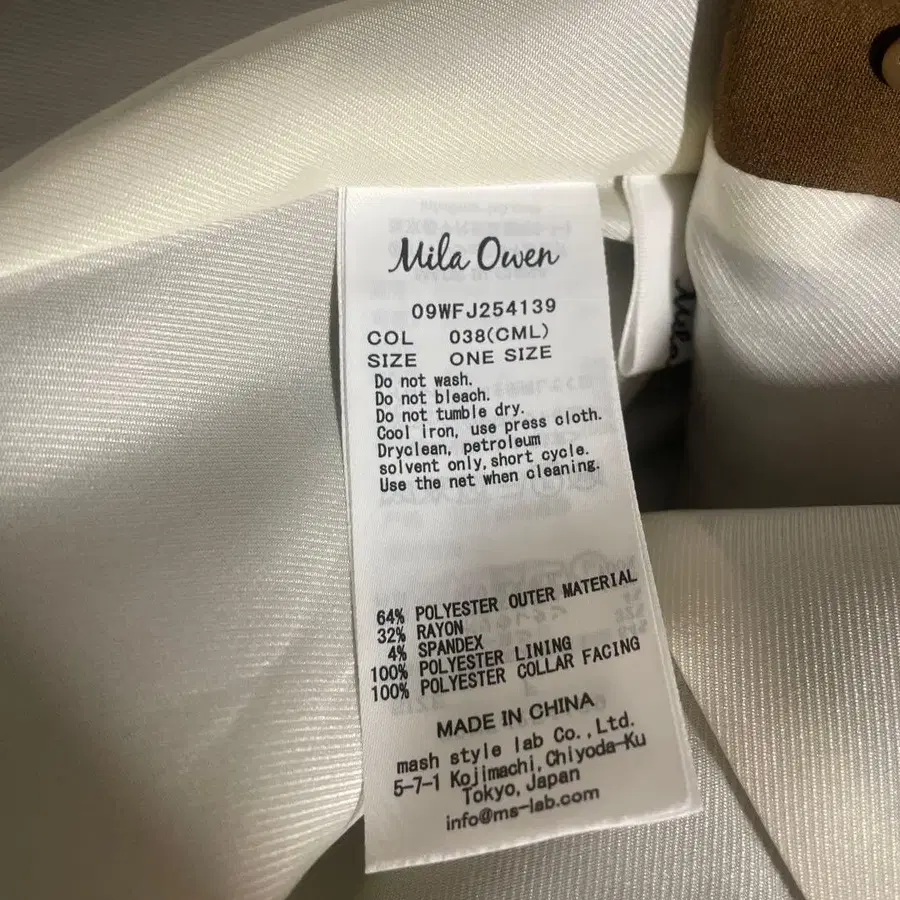 Mila Owen
09WFJ254139
COL 038(CML)
SIZE ONE SIZE
Do not wash.
Do not bleach.
Do not tumble dry.
Cool iron, use press cloth.
Dryclean, petroleum
solvent only, short cycle.
Use the net when cleaning.
64% POLYESTER OUTER MATERIAL
32% RAYON
4% SPANDEX
100% POLYESTER LINING
100% POLYESTER COLLAR FACING
MADE IN CHINA
mash style lab Co., Ltd.
5-7-1 Kojimachi, Chiyoda-Ku
Tokyo, Japan
info@ms-lab.com
Mila